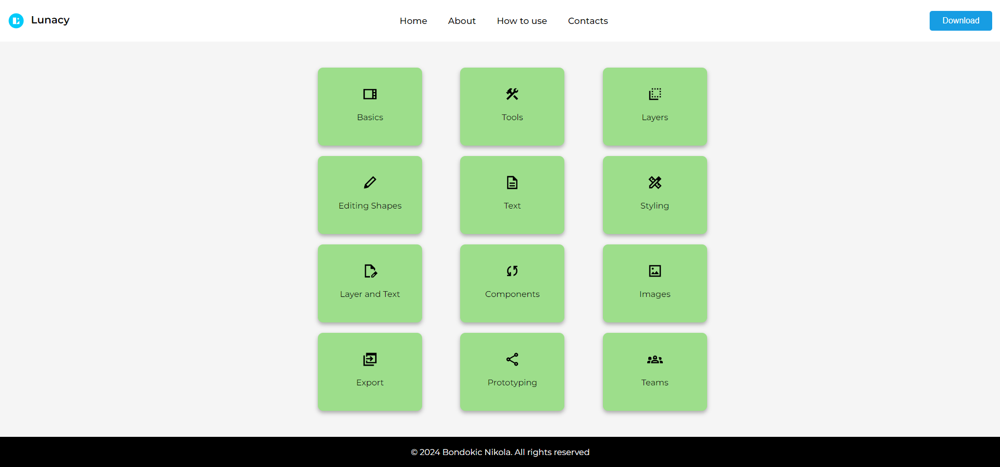 Lunacy
Home
About
How to use
Contacts
Download
Basics
Tools
Layers
Editing Shapes
Text
Styling
Layer and Text
Components
Images
Export
Prototyping
Teams
© 2024 Bondokic Nikola. All rights reserved